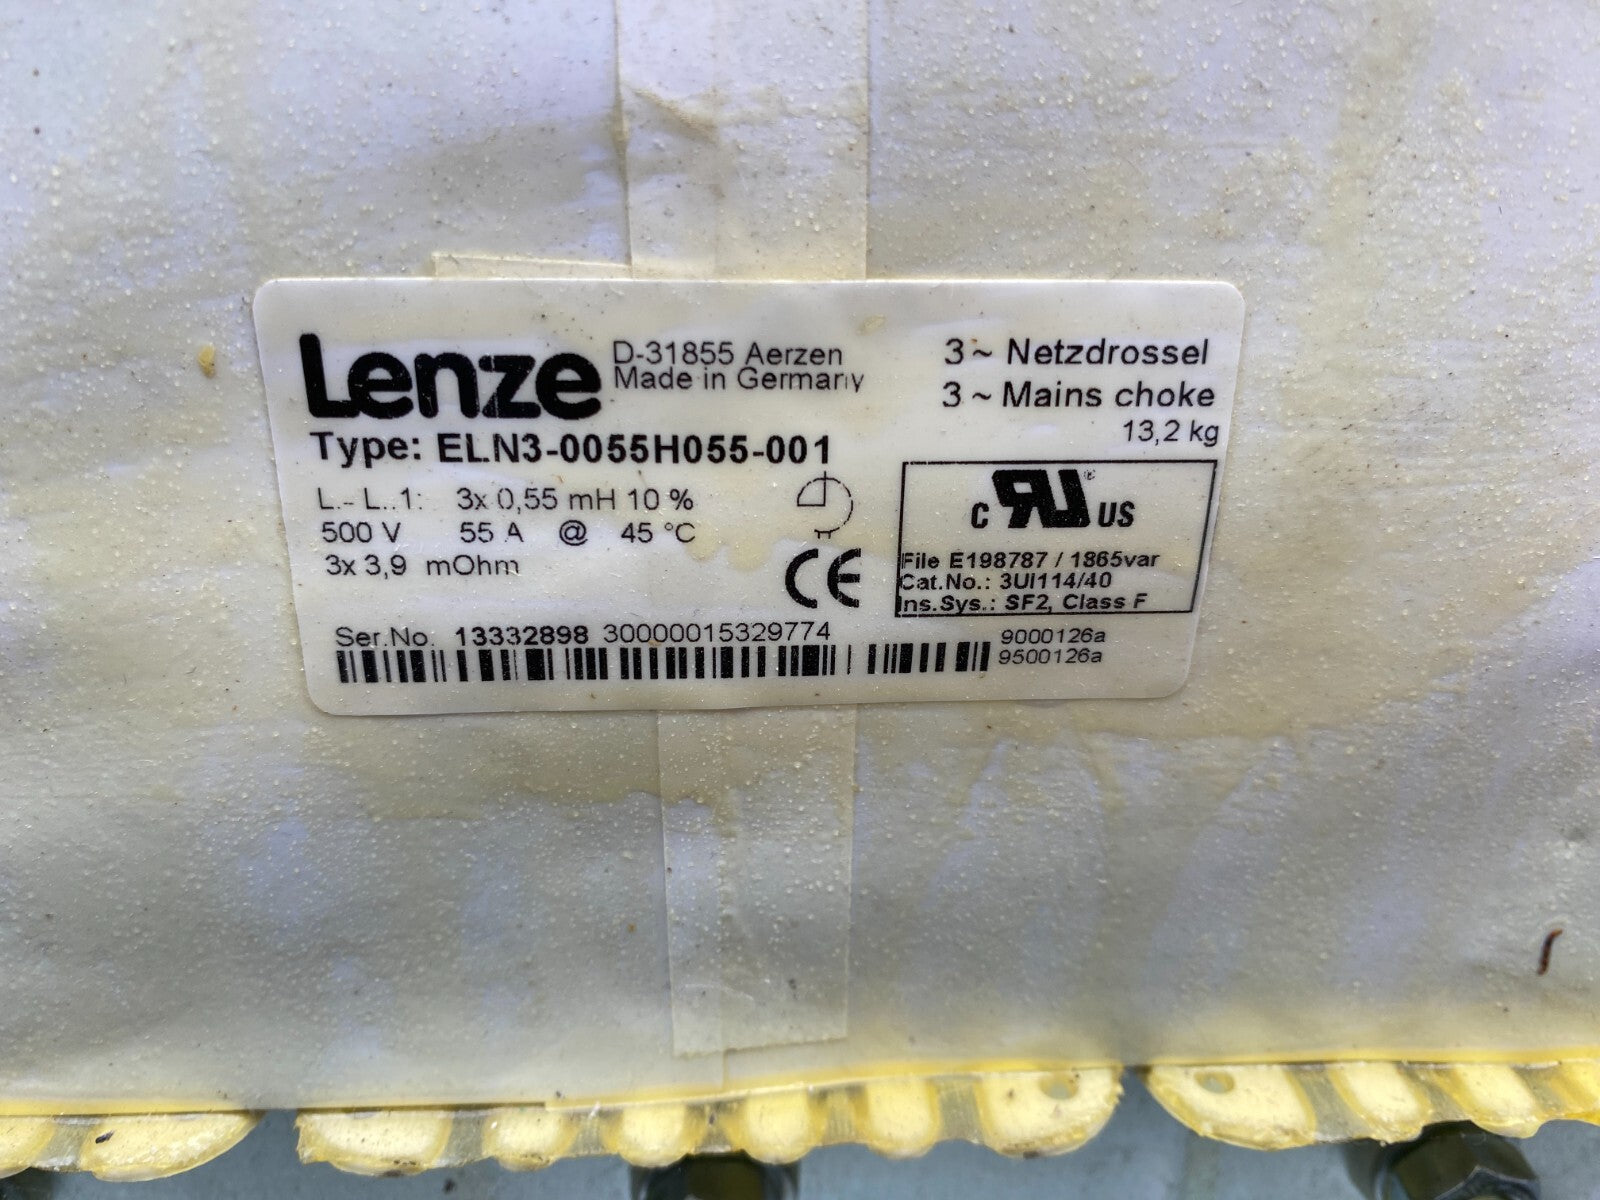 Lenze
D-31855 Aerzen
Made in Germany
3 ~ Netzdrossel
3 ~ Mains choke
13,2 kg
Type: ELN3-0055H055-001
L.- L..1: 3x 0,55 mH 10 %
500 V 55 A @ 45 °C
3x 3,9 mOhm
CE
c RU ® US
File E198787 / 1865var
Cat.No.: 3UI114/40
Ins.Sys.: SF2, Class F
Ser.No. 13332898 30000015329774
9000126a
9500126a